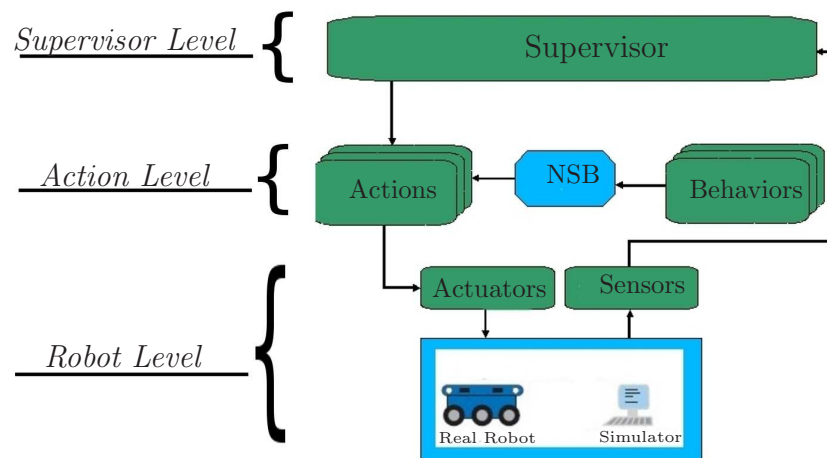 Supervisor Level
Supervisor
Action Level
Actions
NSB
Behaviors
Robot Level
Actuators
Sensors
Real Robot
Simulator